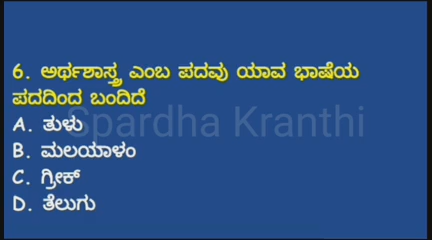 6. ಅರ್ಥಶಾಸ್ತ್ರ ಎಂಬ ಪದವು ಯಾವ ಭಾಷೆಯ
ಪದದಿಂದ ಬಂದಿದೆ
A. ತುಳು
Spardha Kranthi
B. ಮಲಯಾಳಂ
C. ಗ್ರೀಕ್
D. ತೆಲುಗು